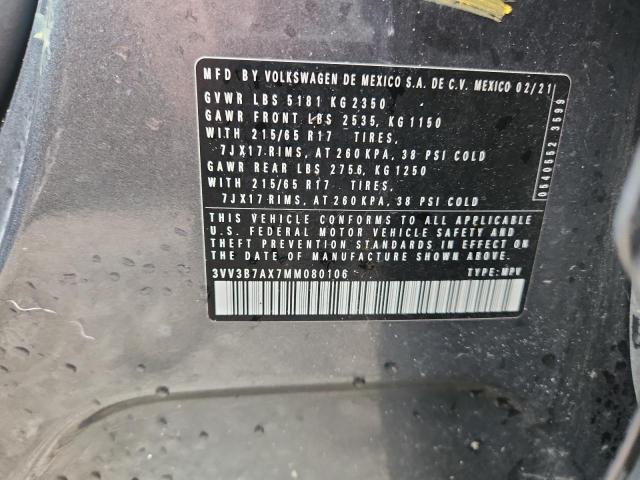 MFD BY VOLKSWAGEN DE MEXICO S.A. DE C.V. MEXICO 02/21
GVWR LBS 5181 KG 2350
GAWR FRONT LBS 2535, KG 1150
WITH 215/65 R17 TIRES,
7JX17 RIMS, AT 260 KPA, 38 PSI COLD
GAWR REAR LBS 2756, KG 1250
WITH 215/65 R17 TIRES,
7JX17 RIMS, AT 260 KPA, 38 PSI COLD
THIS VEHICLE CONFORMS TO ALL APPLICABLE
U.S. FEDERAL MOTOR VEHICLE SAFETY AND
THEFT PREVENTION STANDARDS IN EFFECT ON
THE DATE OF MANUFACTURE SHOWN ABOVE.
3VV3B7AX7MM080106 TYPE: MPV
0540552 3599